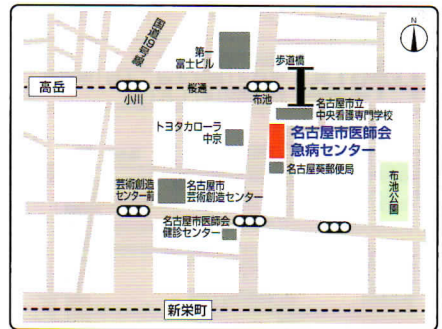 N
国道19号線
第一
富士ビル
歩道橋
高岳
小川
桜通
布池
名古屋市立
中央看護専門学校
トヨタカローラ
中京
名古屋市医師会
急病センター
名古屋葵郵便局
布池公園
芸術創造
センター前
名古屋市
芸術創造センター
名古屋市医師会
健診センター
新栄町